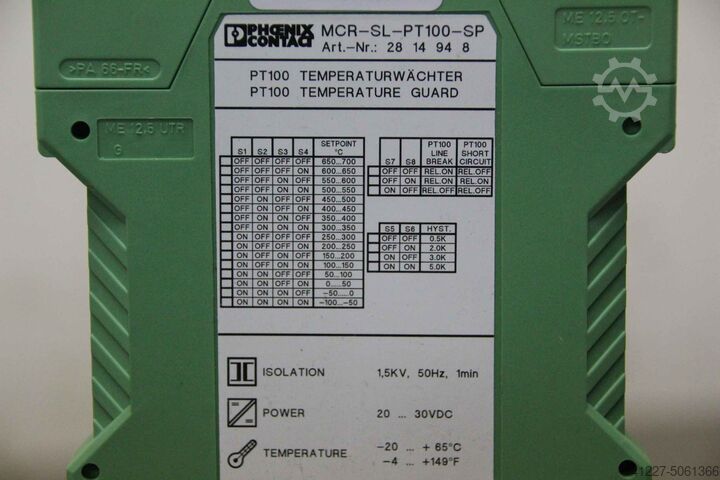 PHŒNIX
CONTACT
MCR-SL-PT100-SP
Art.-Nr.: 28 14 94 8
ME 12,5 OT-
MSTBO
>PA 66-FR<
ME 12,5 UTR
G
PT100 TEMPERATURWÄCHTER
PT100 TEMPERATURE GUARD
S1 S2 S3 S4 SETPOINT °C
OFF OFF OFF OFF 650...700
OFF OFF OFF ON 600...650
OFF OFF ON OFF 550...600
OFF OFF ON ON 500...550
OFF ON OFF OFF 450...500
OFF ON OFF ON 400...450
OFF ON ON OFF 350...400
OFF ON ON ON 300...350
ON OFF OFF OFF 250...300
ON OFF OFF ON 200...250
ON OFF ON OFF 150...200
ON OFF ON ON 100...150
ON ON OFF OFF 50...100
ON ON OFF ON 0.....50
ON ON ON OFF -50.....0
ON ON ON ON -100...-50
S7 S8 PT100 LINE BREAK PT100 SHORT CIRCUIT
OFF OFF REL.ON REL.OFF
OFF ON REL.ON REL.ON
ON ON REL.OFF REL.OFF
S5 S6 HYST.
OFF OFF 0.5K
OFF ON 2.0K
ON OFF 3.0K
ON ON 5.0K
ISOLATION 1,5KV, 50Hz, 1min
POWER 20 ... 30VDC
TEMPERATURE -20 ... + 65°C
-4 ... +149°F
41227-5061366